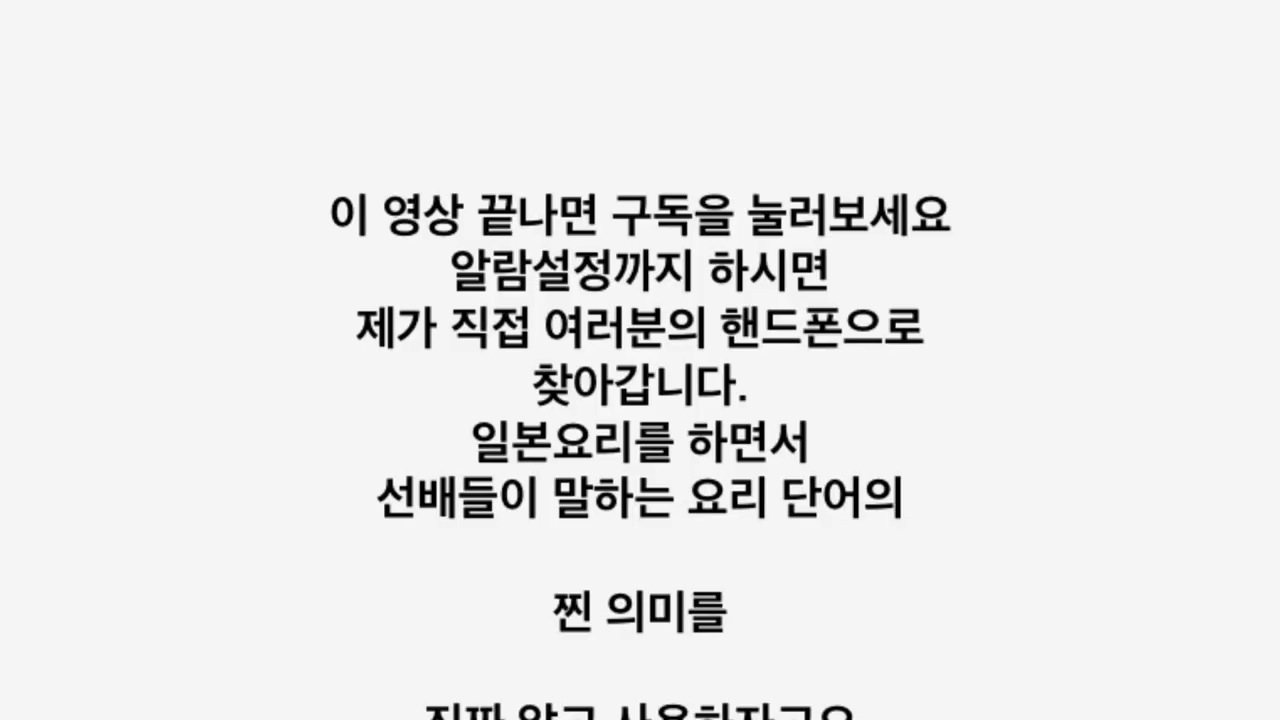 이 영상 끝나면 구독을 눌러보세요
알람설정까지 하시면
제가 직접 여러분의 핸드폰으로
찾아갑니다.
일본요리를 하면서
선배들이 말하는 요리 단어의
찐 의미를
진짜 알고 사용하자고요